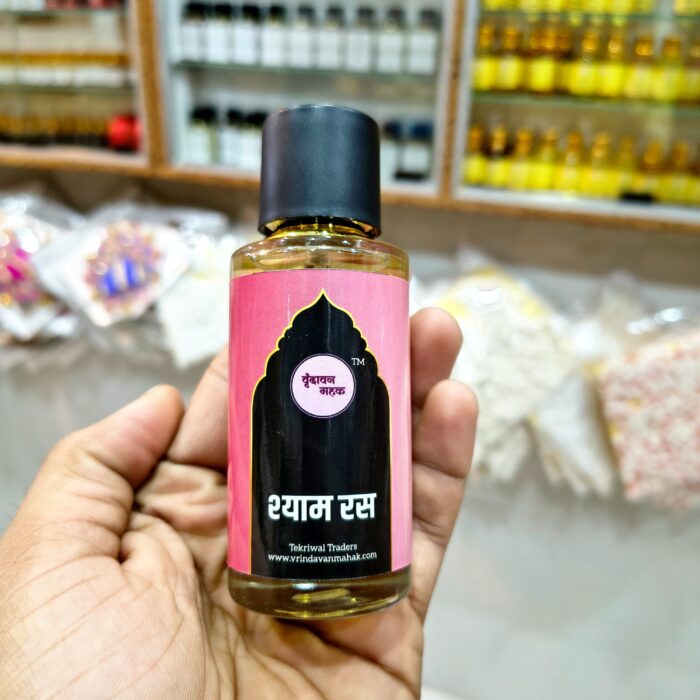 वृंदावन
महक
TM
श्याम रस
Tekriwal Traders
www.vrindavanmahak.com